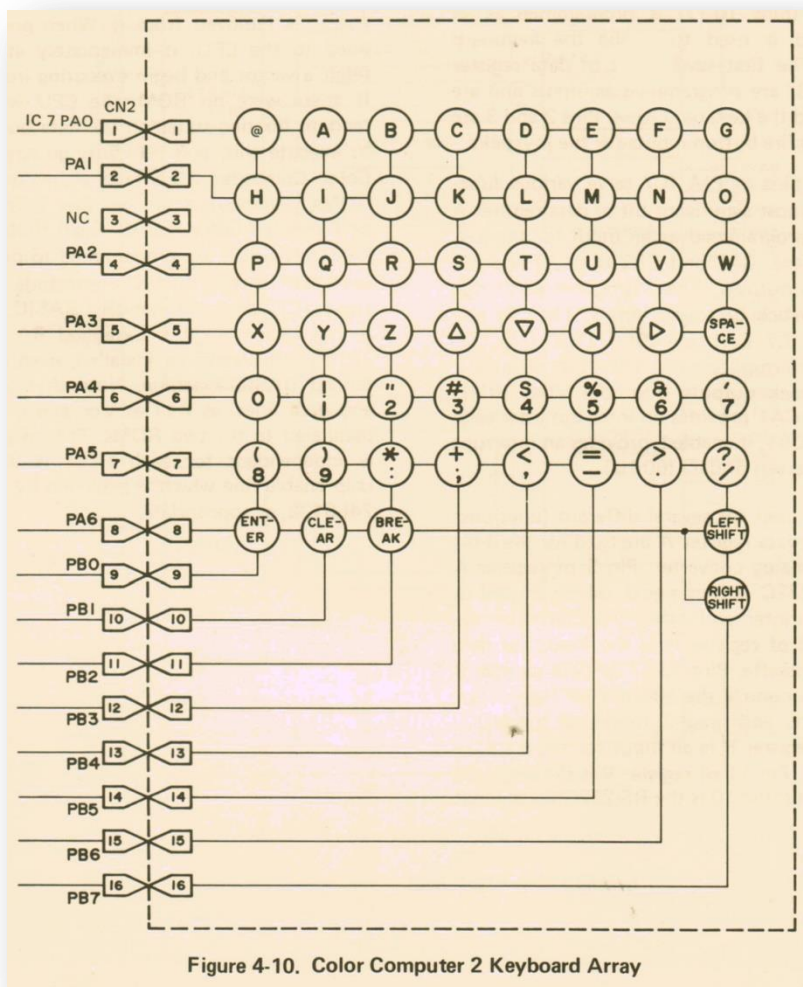 CN2
IC 7 PA0 1 1 @ A B C D E F G
PA1 2 2
H I J K L M N O
NC 3 3
PA2 4 4 P Q R S T U V W
PA3 5 5 X Y Z SPA-
CE
PA4 6 6 0 ! " # $ % & '
1 2 3 4 5 6 7
PA5 7 7 ( ) * + < = > ?
8 9 : ; , - . /
PA6 8 8 ENT- CLE- BRE- LEFT
ER AR AK SHIFT
PB0 9 9
RIGHT
SHIFT
PB1 10 10
PB2 11 11
PB3 12 12
PB4 13 13
PB5 14 14
PB6 15 15
PB7 16 16
Figure 4-10. Color Computer 2 Keyboard Array